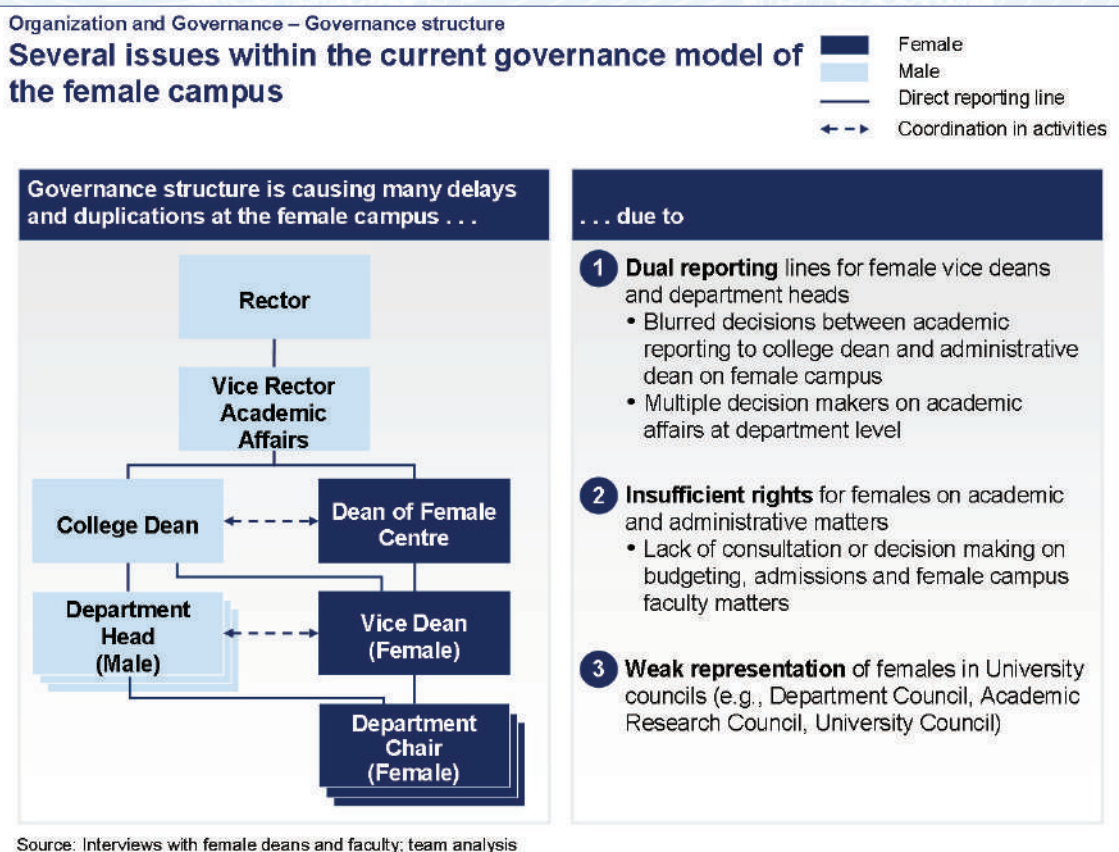 Organization and Governance – Governance structure
Several issues within the current governance model of
the female campus
Female
Male
Direct reporting line
Coordination in activities
Governance structure is causing many delays
and duplications at the female campus . . .
Rector
Vice Rector
Academic
Affairs
College Dean
Dean of Female
Centre
Department
Head
(Male)
Vice Dean
(Female)
Department
Chair
(Female)
. . . due to
1 Dual reporting lines for female vice deans
and department heads
• Blurred decisions between academic
reporting to college dean and administrative
dean on female campus
• Multiple decision makers on academic
affairs at department level
2 Insufficient rights for females on academic
and administrative matters
• Lack of consultation or decision making on
budgeting, admissions and female campus
faculty matters
3 Weak representation of females in University
councils (e.g., Department Council, Academic
Research Council, University Council)
Source: Interviews with female deans and faculty; team analysis